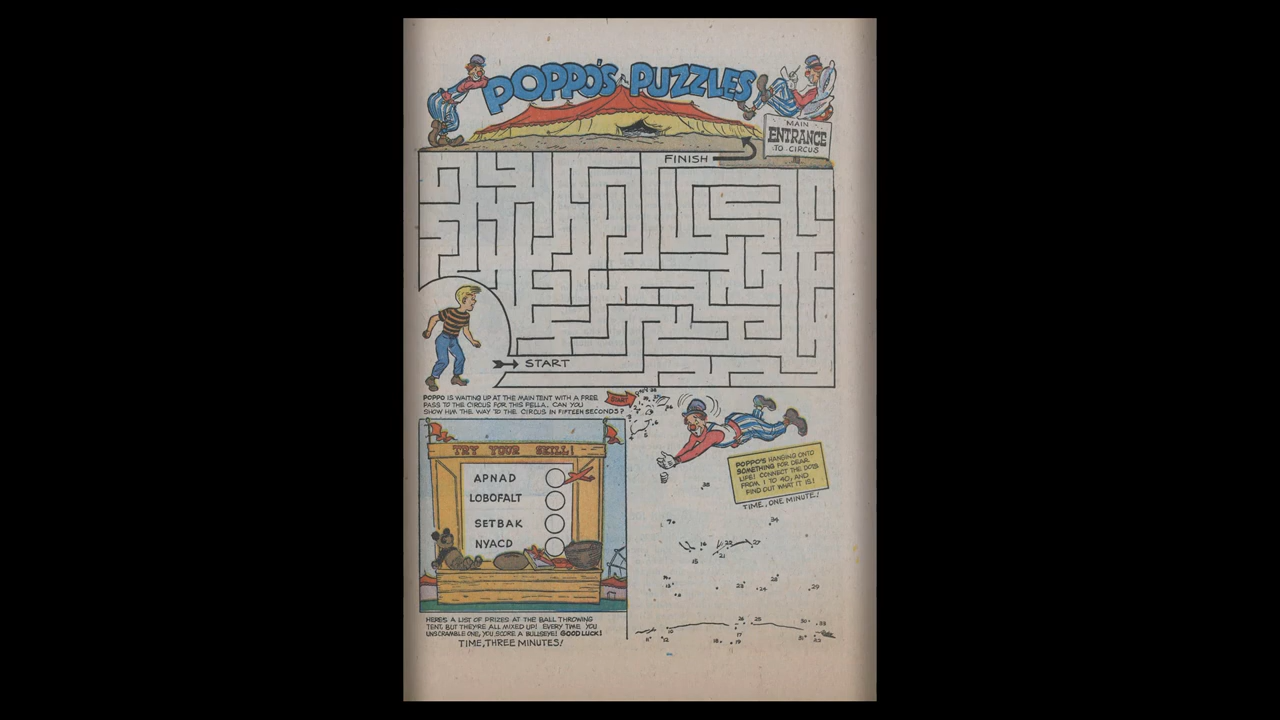 POPPO'S PUZZLES
MAIN
ENTRANCE
TO CIRCUS
FINISH
START
POPPO IS WAITING UP AT THE MAIN TENT WITH A FREE
PASS TO THE CIRCUS FOR THIS FELLA. CAN YOU
SHOW HIM THE WAY TO THE CIRCUS IN FIFTEEN SECONDS?
START
TRY YOUR SKILL!
APNAD
LOBOFALT
SETBAK
NYACD
POPPO'S HANGING ONTO
SOMETHING FOR DEAR
LIFE! CONNECT THE DOTS
FROM 1 TO 40, AND
FIND OUT WHAT IT IS!
TIME, ONE MINUTE!
HERE'S A LIST OF PRIZES AT THE BALL THROWING
TENT, BUT THEY'RE ALL MIXED UP! EVERY TIME YOU
UNSCRAMBLE ONE, YOU SCORE A BULLSEYE! GOOD LUCK!
TIME, THREE MINUTES!